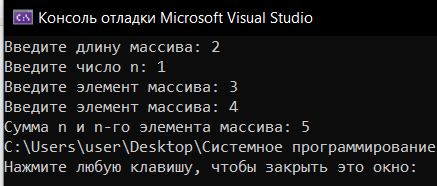 Консоль отладки Microsoft Visual Studio
Введите длину массива: 2
Введите число n: 1
Введите элемент массива: 3
Введите элемент массива: 4
Сумма n и n-го элемента массива: 5
C:\Users\user\Desktop\Системное программирование
Нажмите любую клавишу, чтобы закрыть это окно: